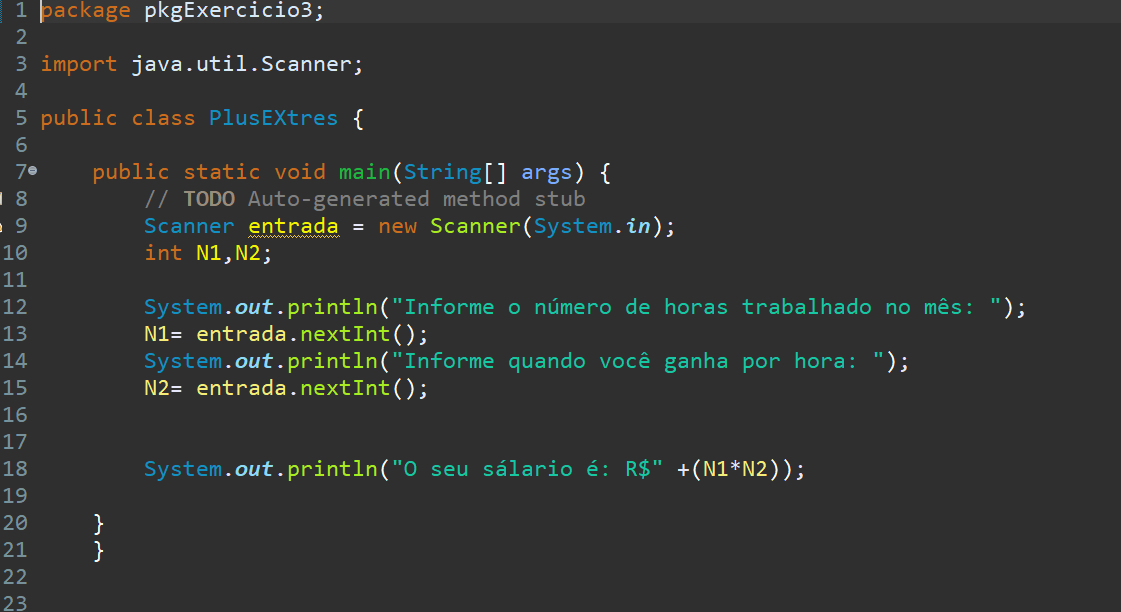 1 package pkgExercicio3;
2
3 import java.util.Scanner;
4
5 public class PlusEXtres {
6
7     public static void main(String[] args) {
8         // TODO Auto-generated method stub
9         Scanner entrada = new Scanner(System.in);
10         int N1,N2;
11
12         System.out.println("Informe o número de horas trabalhado no mês: ");
13         N1= entrada.nextInt();
14         System.out.println("Informe quando você ganha por hora: ");
15         N2= entrada.nextInt();
16
17
18         System.out.println("O seu sálario é: R$" +(N1*N2));
19
20     }
21     }
22
23